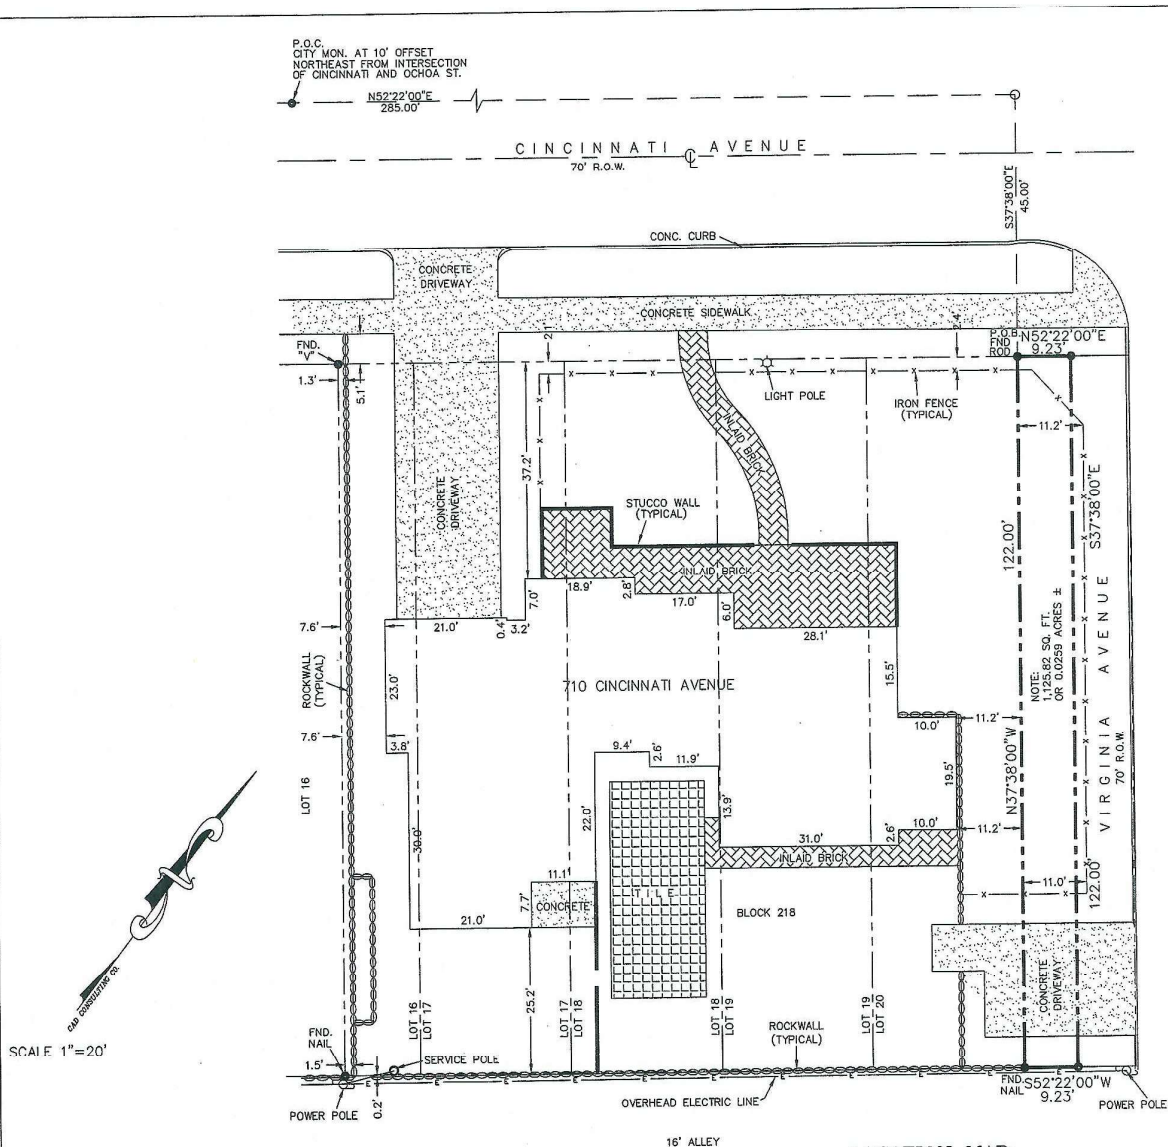 P.O.C.
CITY MON. AT 10' OFFSET
NORTHEAST FROM INTERSECTION
OF CINCINNATI AND OCHOA ST.
N52°22'00"E
285.00'
CINCINNATI AVENUE
70' R.O.W.
S37°38'00"E
45.00'
CONC. CURB
CONCRETE
DRIVEWAY
CONCRETE SIDEWALK
FND.
"V"
1.3'
5.1'
2.1'
2.4'
P.O.B.
FND
ROD
N52°22'00"E
9.23'
LIGHT POLE
IRON FENCE
(TYPICAL)
11.2'
INLAID BRICK
37.2'
CONCRETE
DRIVEWAY
STUCCO WALL
(TYPICAL)
S37°38'00"E
122.00'
INLAID BRICK
18.9'
2.8'
7.0'
17.0'
6.0'
28.1'
7.6'
21.0'
0.4'
3.2'
ROCKWALL
(TYPICAL)
23.0'
710 CINCINNATI AVENUE
15.5'
NOTE:
1,125.82 SQ. FT.
OR 0.0259 ACRES ±
VIRGINIA AVENUE
70' R.O.W.
10.0'
11.2'
7.6'
3.8'
9.4'
2.6'
11.9'
N37°38'00"W
122.00'
19.5'
LOT 16
30.0'
22.0'
13.9'
31.0'
2.6'
10.0'
11.2'
INLAID BRICK
11.1'
11.0'
7.7'
CONCRETE
TILE
BLOCK 218
21.0'
25.2'
CONCRETE
DRIVEWAY
LOT 16
LOT 17
LOT 17
LOT 18
LOT 18
LOT 19
LOT 19
LOT 20
CAD CONSULTING CO.
SCALE 1"=20'
FND.
NAIL
1.5'
SERVICE POLE
ROCKWALL
(TYPICAL)
E E E E E E E E E E E
POWER POLE
0.2'
OVERHEAD ELECTRIC LINE
FND.
NAIL
S52°22'00"W
9.23'
POWER POLE
16' ALLEY